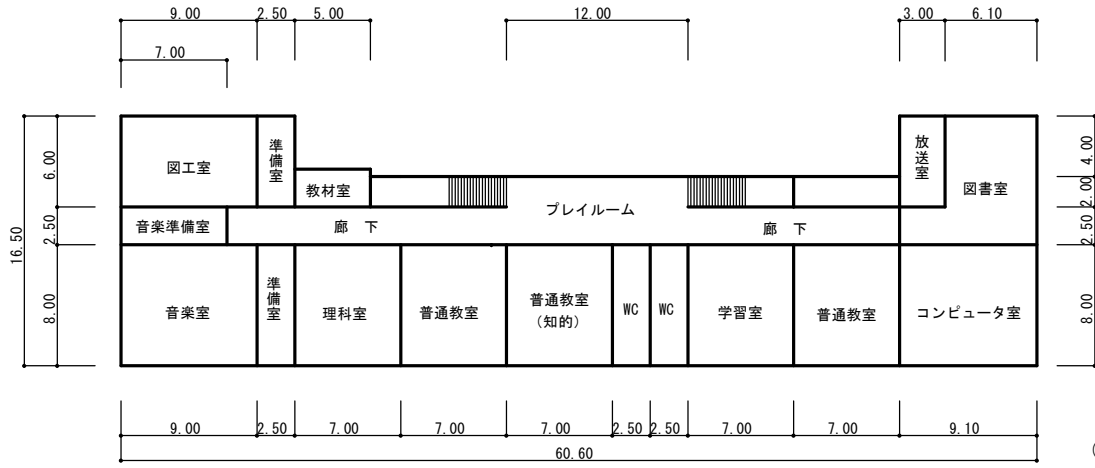 9.00
2.50
5.00
12.00
3.00
6.10
7.00
16.50
6.00
2.50
8.00
図工室
準備室
教材室
放送室
図書室
音楽準備室
廊 下
プレイルーム
廊 下
音楽室
準備室
理科室
普通教室
普通教室
(知的)
WC
WC
学習室
普通教室
コンピュータ室
4.00
2.00
2.50
8.00
9.00
2.50
7.00
7.00
7.00
2.50
2.50
7.00
7.00
9.10
60.60
(